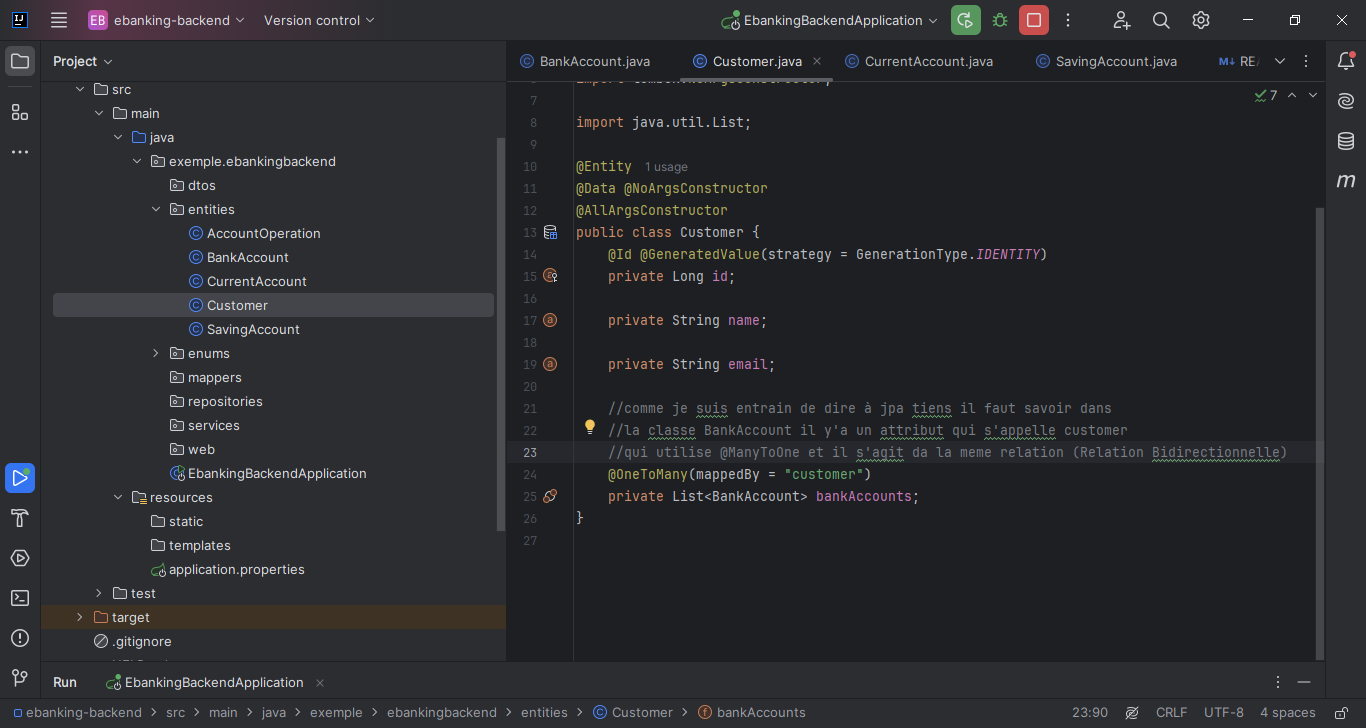 EB ebanking-backend Version control EbankingBackendApplication
Project
src
main
java
exemple.ebankingbackend
dtos
entities
AccountOperation
BankAccount
CurrentAccount
Customer
SavingAccount
enums
mappers
repositories
services
web
EbankingBackendApplication
resources
static
templates
application.properties
test
target
.gitignore
BankAccount.java Customer.java CurrentAccount.java SavingAccount.java M↓ RE
7
7
8 import java.util.List;
9
10 @Entity 1 usage
11 @Data @NoArgsConstructor
12 @AllArgsConstructor
13 public class Customer {
14 @Id @GeneratedValue(strategy = GenerationType.IDENTITY)
15 private Long id;
16
17 private String name;
18
19 private String email;
20
21 //comme je suis entrain de dire à jpa tiens il faut savoir dans
22 //la classe BankAccount il y'a un attribut qui s'appelle customer
23 //qui utilise @ManyToOne et il s'agit da la meme relation (Relation Bidirectionnelle)
24 @OneToMany(mappedBy = "customer")
25 private List<BankAccount> bankAccounts;
26 }
27
Run EbankingBackendApplication
ebanking-backend > src > main > java > exemple > ebankingbackend > entities > Customer > bankAccounts 23:90 CRLF UTF-8 4 spaces